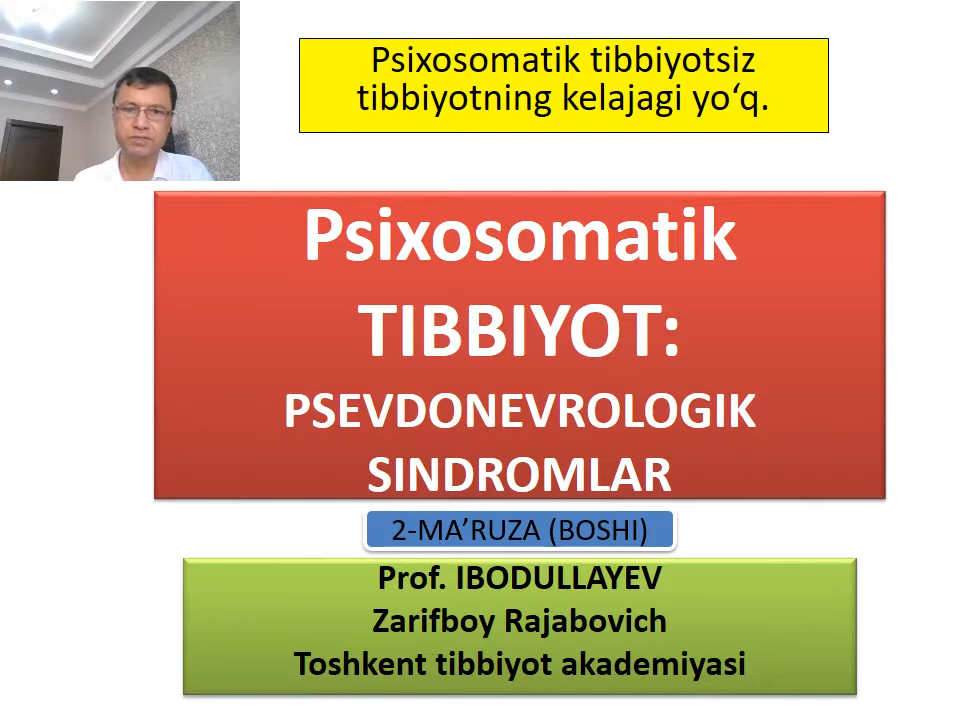 Psixosomatik tibbiyotsiz
tibbiyotning kelajagi yo‘q.
Psixosomatik
TIBBIYOT:
PSEVDONEVROLOGIK
SINDROMLAR
2-MA’RUZA (BOSHI)
Prof. IBODULLAYEV
Zarifboy Rajabovich
Toshkent tibbiyot akademiyasi